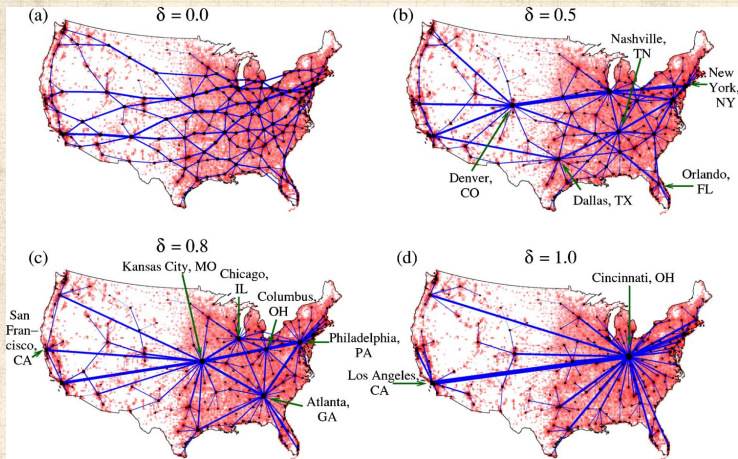 (a)
δ = 0.0
(b)
δ = 0.5
Nashville,
TN
New
York,
NY
Denver,
CO
Dallas, TX
Orlando,
FL
(c)
δ = 0.8
Kansas City, MO
Chicago,
IL
Columbus,
OH
San
Fran–
cisco,
CA
Philadelphia,
PA
Atlanta,
GA
(d)
δ = 1.0
Cincinnati, OH
Los Angeles,
CA